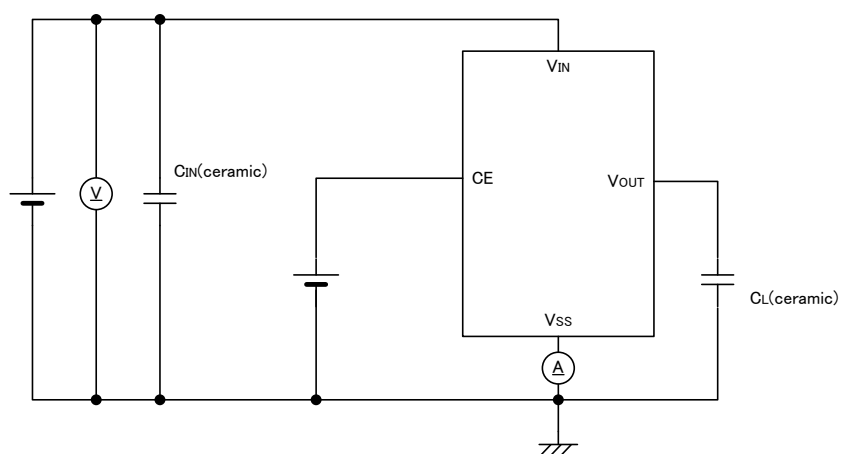 VIN
CIN(ceramic)
V
CE
VOUT
CL(ceramic)
VSS
A